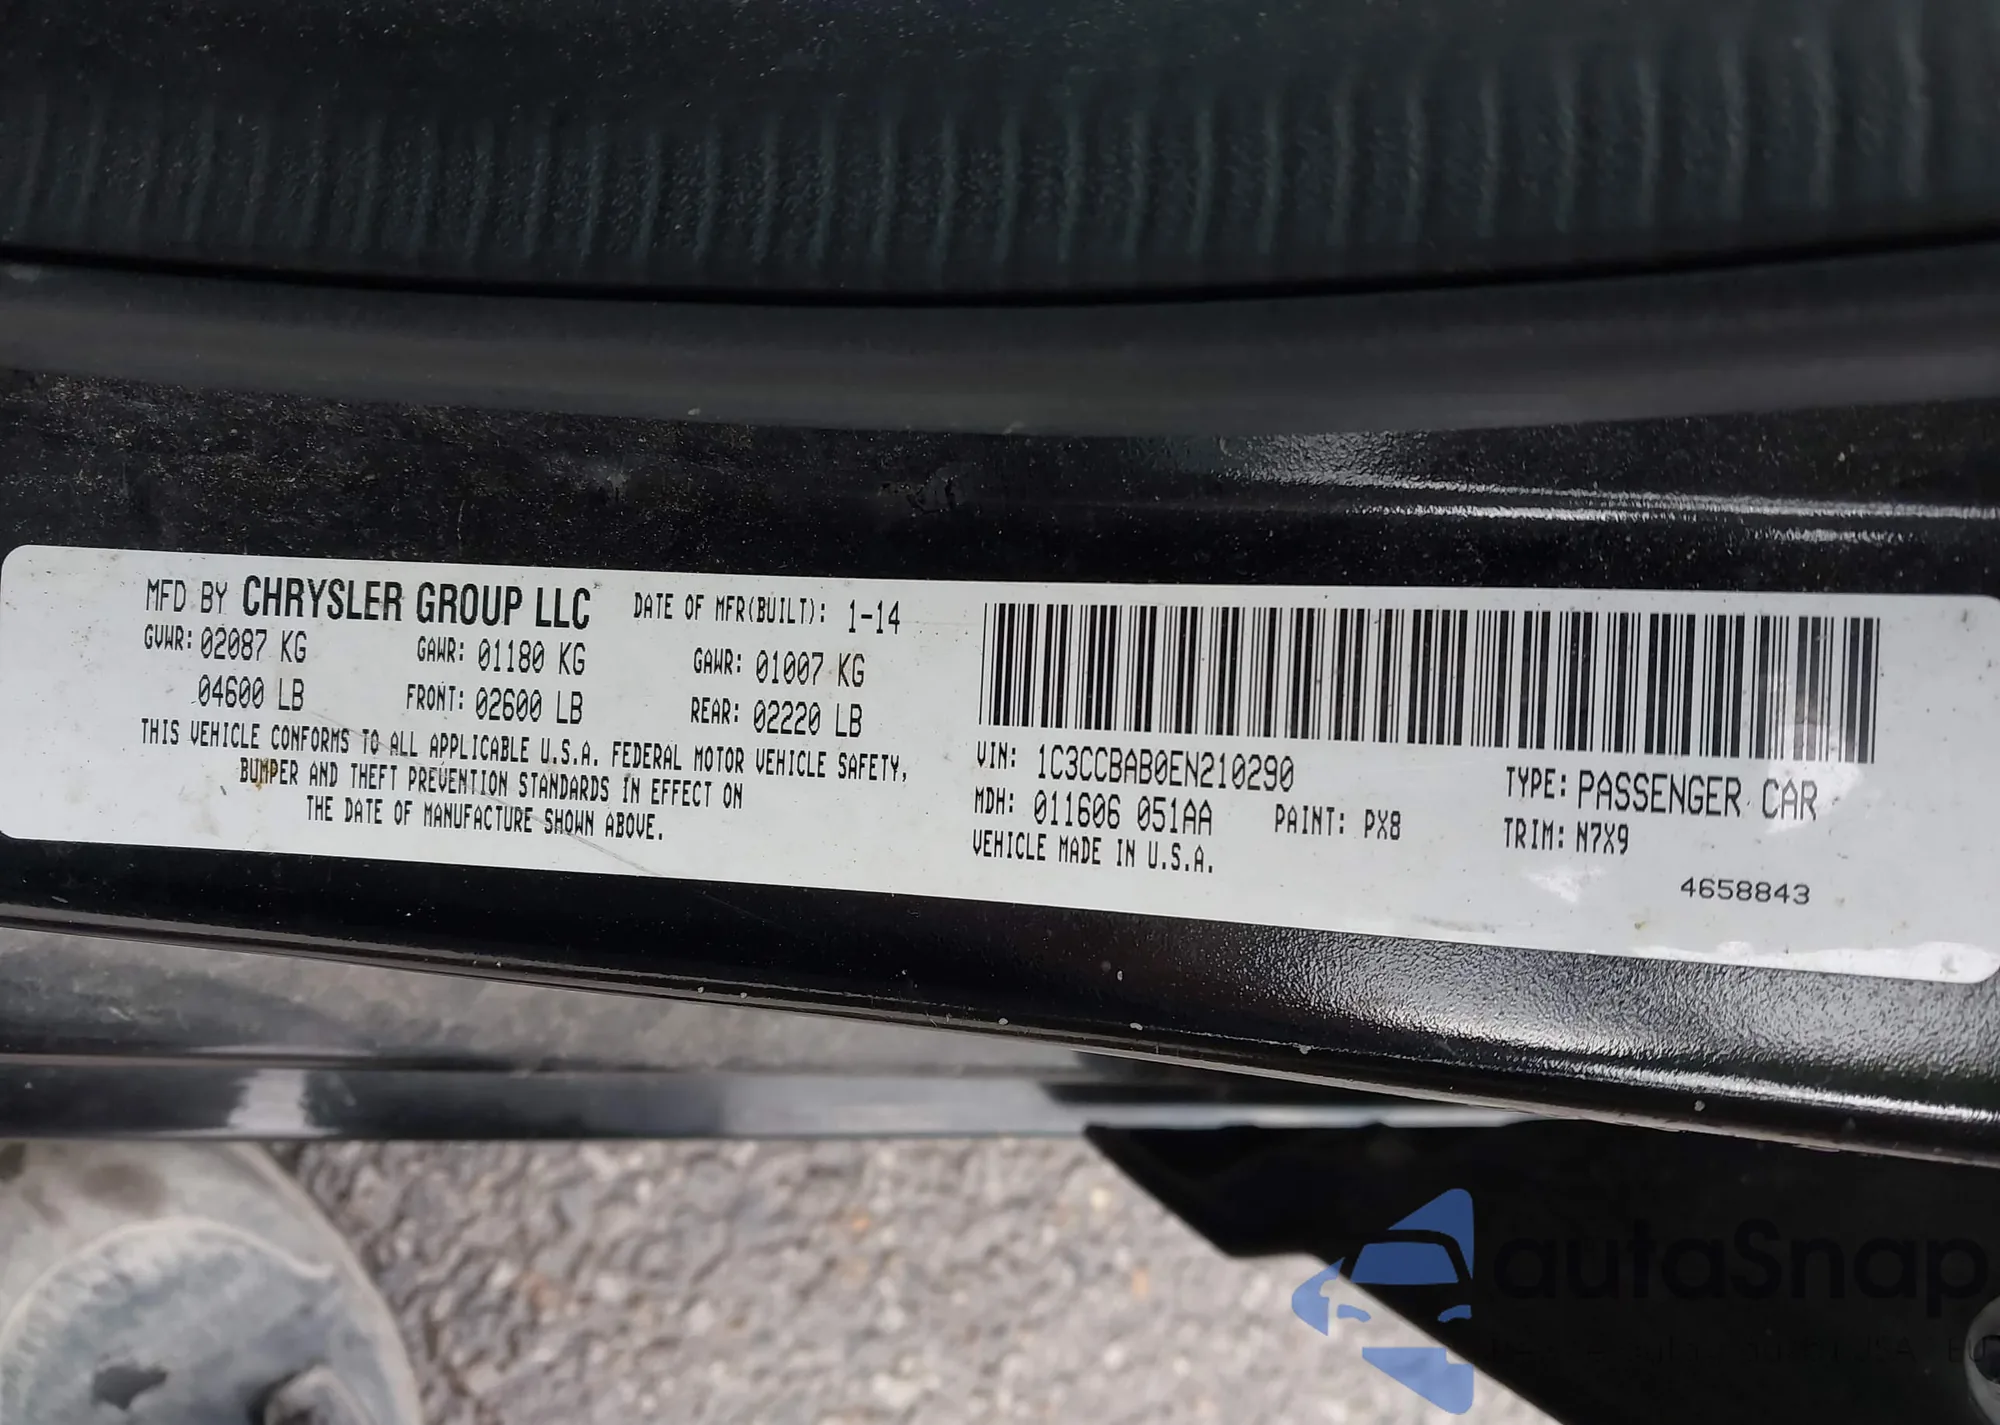 MFD BY CHRYSLER GROUP LLC DATE OF MFR(BUILT): 1-14
GVWR: 02087 KG GAWR: 01180 KG GAWR: 01007 KG
04600 LB FRONT: 02600 LB REAR: 02220 LB
THIS VEHICLE CONFORMS TO ALL APPLICABLE U.S.A. FEDERAL MOTOR VEHICLE SAFETY,
BUMPER AND THEFT PREVENTION STANDARDS IN EFFECT ON
THE DATE OF MANUFACTURE SHOWN ABOVE.
VIN: 1C3CCBAB0EN210290 TYPE: PASSENGER CAR
MDH: 011606 051AA PAINT: PX8 TRIM: N7X9
VEHICLE MADE IN U.S.A.
4658843
autaSnap